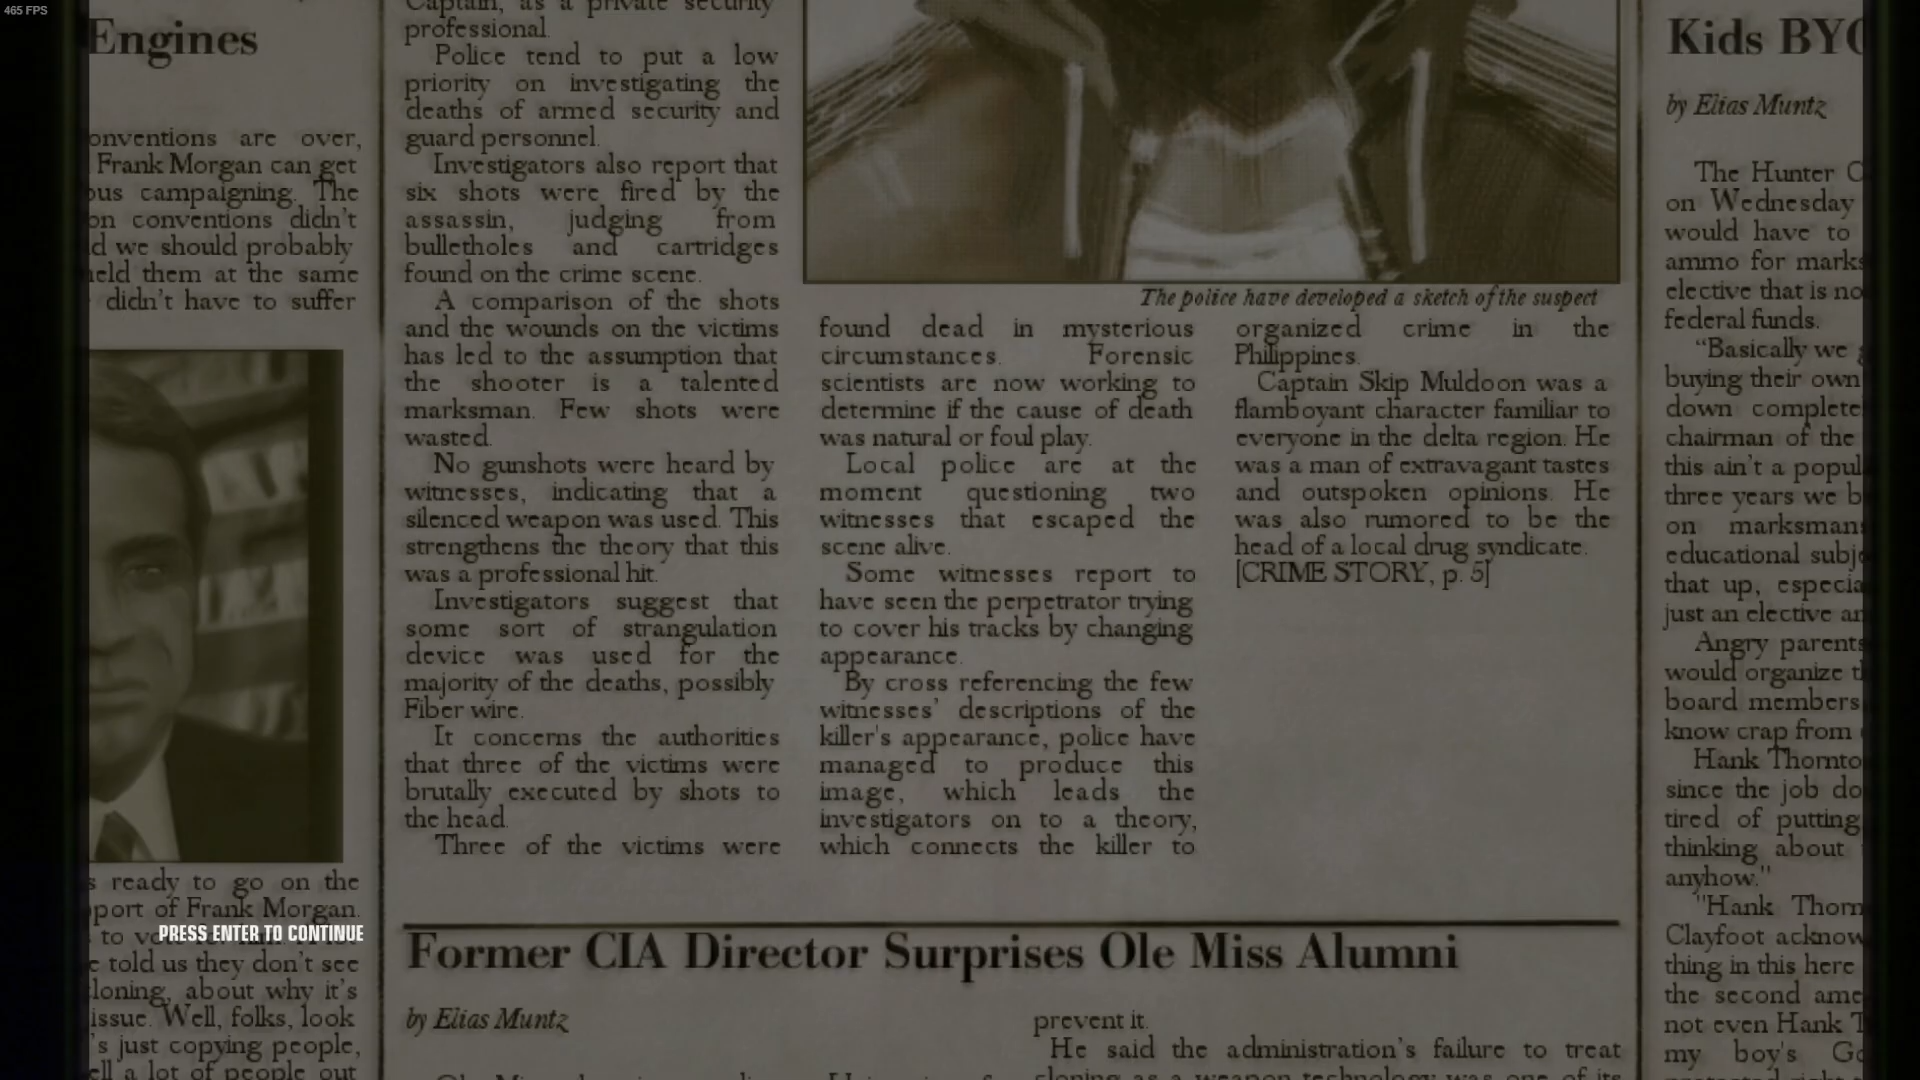 465 FPS
Engines
onventions are over,
Frank Morgan can get
ous campaigning. The
on conventions didn't
d we should probably
held them at the same
didn't have to suffer
s ready to go on the
pport of Frank Morgan.
to
PRESS ENTER TO CONTINUE
e told us they don't see
cloning, about why it's
issue. Well, folks, look
's just copying people,
ell a lot of people out
Captain, as a private security
professional.
Police tend to put a low
priority on investigating the
deaths of armed security and
guard personnel.
Investigators also report that
six shots were fired by the
assassin, judging from
bulletholes and cartridges
found on the crime scene.
A comparison of the shots
and the wounds on the victims
has led to the assumption that
the shooter is a talented
marksman. Few shots were
wasted.
No gunshots were heard by
witnesses, indicating that a
silenced weapon was used. This
strengthens the theory that this
was a professional hit.
Investigators suggest that
some sort of strangulation
device was used for the
majority of the deaths, possibly
Fiber wire.
It concerns the authorities
that three of the victims were
brutally executed by shots to
the head.
Three of the victims were
The police have developed a sketch of the suspect
found dead in mysterious
circumstances. Forensic
scientists are now working to
determine if the cause of death
was natural or foul play.
Local police are at the
moment questioning two
witnesses that escaped the
scene alive.
Some witnesses report to
have seen the perpetrator trying
to cover his tracks by changing
appearance.
By cross referencing the few
witnesses' descriptions of the
killer's appearance, police have
managed to produce this
image, which leads the
investigators on to a theory,
which connects the killer to
organized crime in the
Philippines.
Captain Skip Muldoon was a
flamboyant character familiar to
everyone in the delta region. He
was a man of extravagant tastes
and outspoken opinions. He
was also rumored to be the
head of a local drug syndicate.
[CRIME STORY, p. 5]
Former CIA Director Surprises Ole Miss Alumni
by Elias Muntz
prevent it.
He said the administration's failure to treat
cloning as a weapon technology was one of its
Kids BYO
by Elias Muntz
The Hunter C
on Wednesday
would have to
ammo for marks
elective that is no
federal funds.
"Basically we
buying their own
down complete
chairman of the
this ain't a popul
three years we b
on marksmans
educational subje
that up, especia
just an elective an
Angry parents
would organize t
board members
know crap from
Hank Thornto
since the job do
tired of putting
thinking about
anyhow."
"Hank Thorn
Clayfoot acknow
thing in this here
the second ame
not even Hank T
my boy's Go